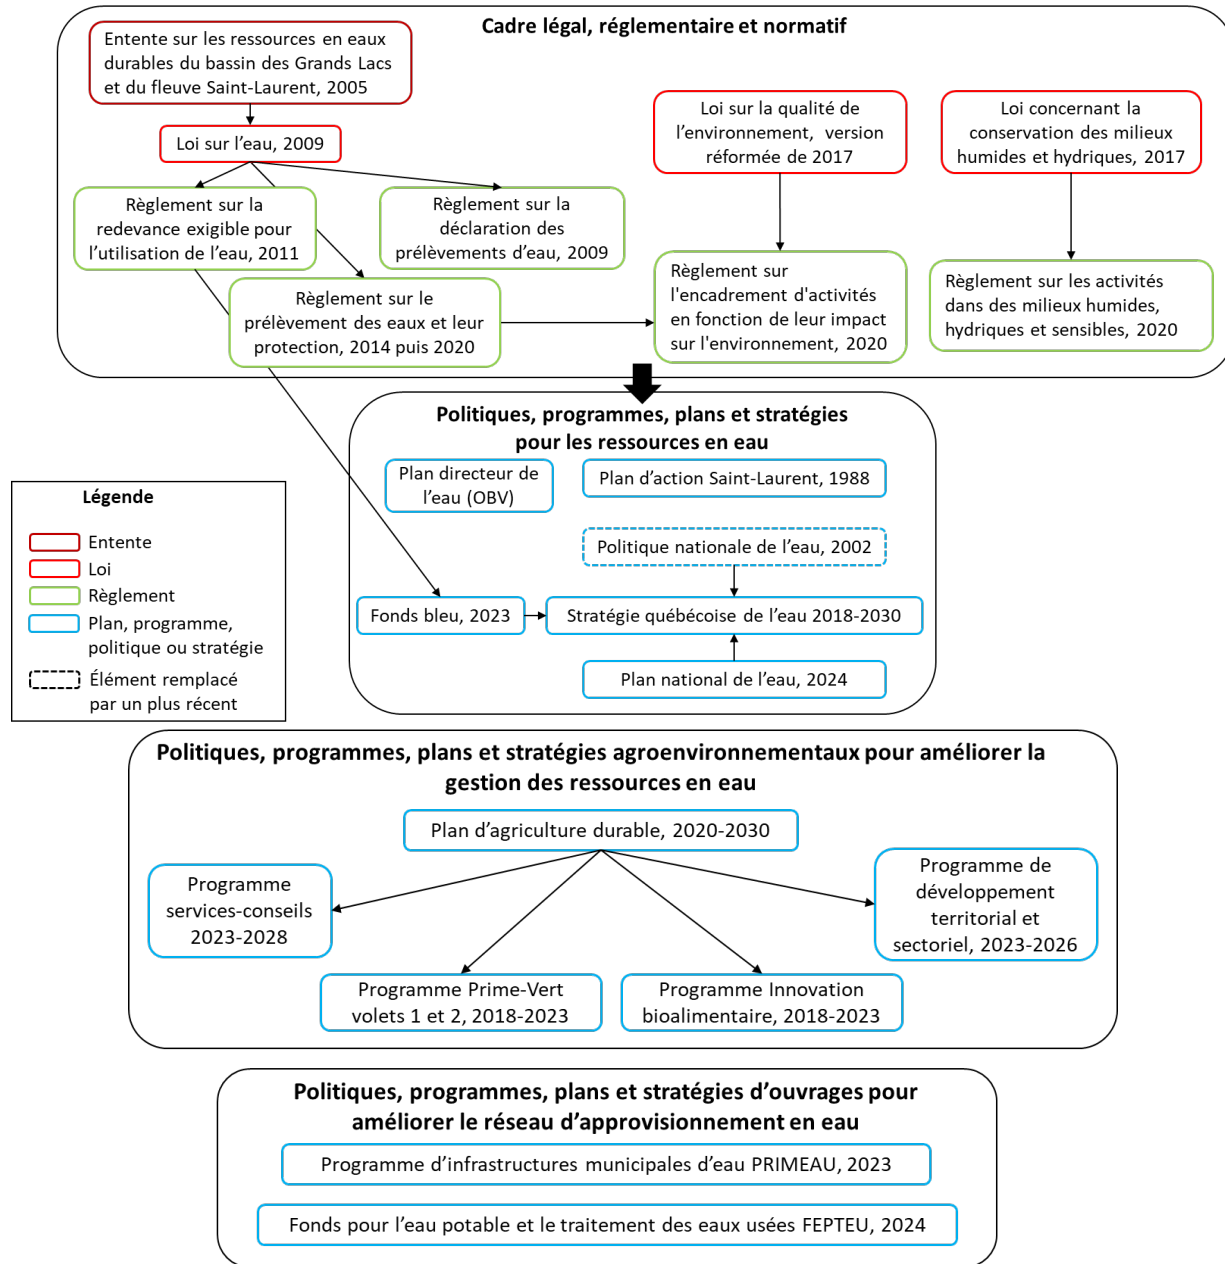 Cadre légal, réglementaire et normatif
Entente sur les ressources en eaux
durables du bassin des Grands Lacs
et du fleuve Saint-Laurent, 2005
Loi sur l'eau, 2009
Loi sur la qualité de
l'environnement, version
réformée de 2017
Loi concernant la
conservation des milieux
humides et hydriques, 2017
Règlement sur la
redevance exigible pour
l'utilisation de l'eau, 2011
Règlement sur la
déclaration des
prélèvements d'eau, 2009
Règlement sur le
prélèvement des eaux et leur
protection, 2014 puis 2020
Règlement sur
l'encadrement d'activités
en fonction de leur impact
sur l'environnement, 2020
Règlement sur les activités
dans des milieux humides,
hydriques et sensibles, 2020
Politiques, programmes, plans et stratégies
pour les ressources en eau
Plan directeur de
l'eau (OBV)
Plan d'action Saint-Laurent, 1988
Politique nationale de l'eau, 2002
Fonds bleu, 2023
Stratégie québécoise de l'eau 2018-2030
Plan national de l'eau, 2024
Légende
Entente
Loi
Règlement
Plan, programme,
politique ou stratégie
Élément remplacé
par un plus récent
Politiques, programmes, plans et stratégies agroenvironnementaux pour améliorer la
gestion des ressources en eau
Plan d'agriculture durable, 2020-2030
Programme
services-conseils
2023-2028
Programme de
développement
territorial et
sectoriel, 2023-2026
Programme Prime-Vert
volets 1 et 2, 2018-2023
Programme Innovation
bioalimentaire, 2018-2023
Politiques, programmes, plans et stratégies d'ouvrages pour
améliorer le réseau d'approvisionnement en eau
Programme d'infrastructures municipales d'eau PRIMEAU, 2023
Fonds pour l'eau potable et le traitement des eaux usées FEPTEU, 2024